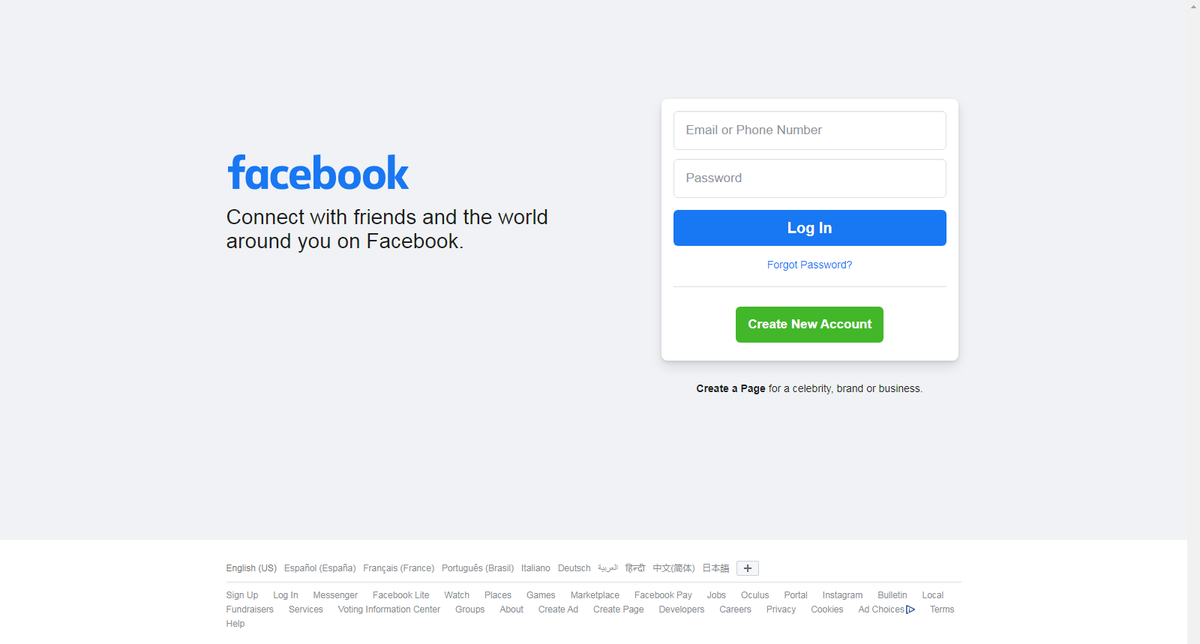 facebook
Connect with friends and the world
around you on Facebook.
Email or Phone Number
Password
Log In
Forgot Password?
Create New Account
Create a Page for a celebrity, brand or business.
English (US) Español (España) Français (France) Português (Brasil) Italiano Deutsch العربية हिन्दी 中文(简体) 日本語 +
Sign Up Log In Messenger Facebook Lite Watch Places Games Marketplace Facebook Pay Jobs Oculus Portal Instagram Bulletin Local
Fundraisers Services Voting Information Center Groups About Create Ad Create Page Developers Careers Privacy Cookies Ad Choices Terms
Help